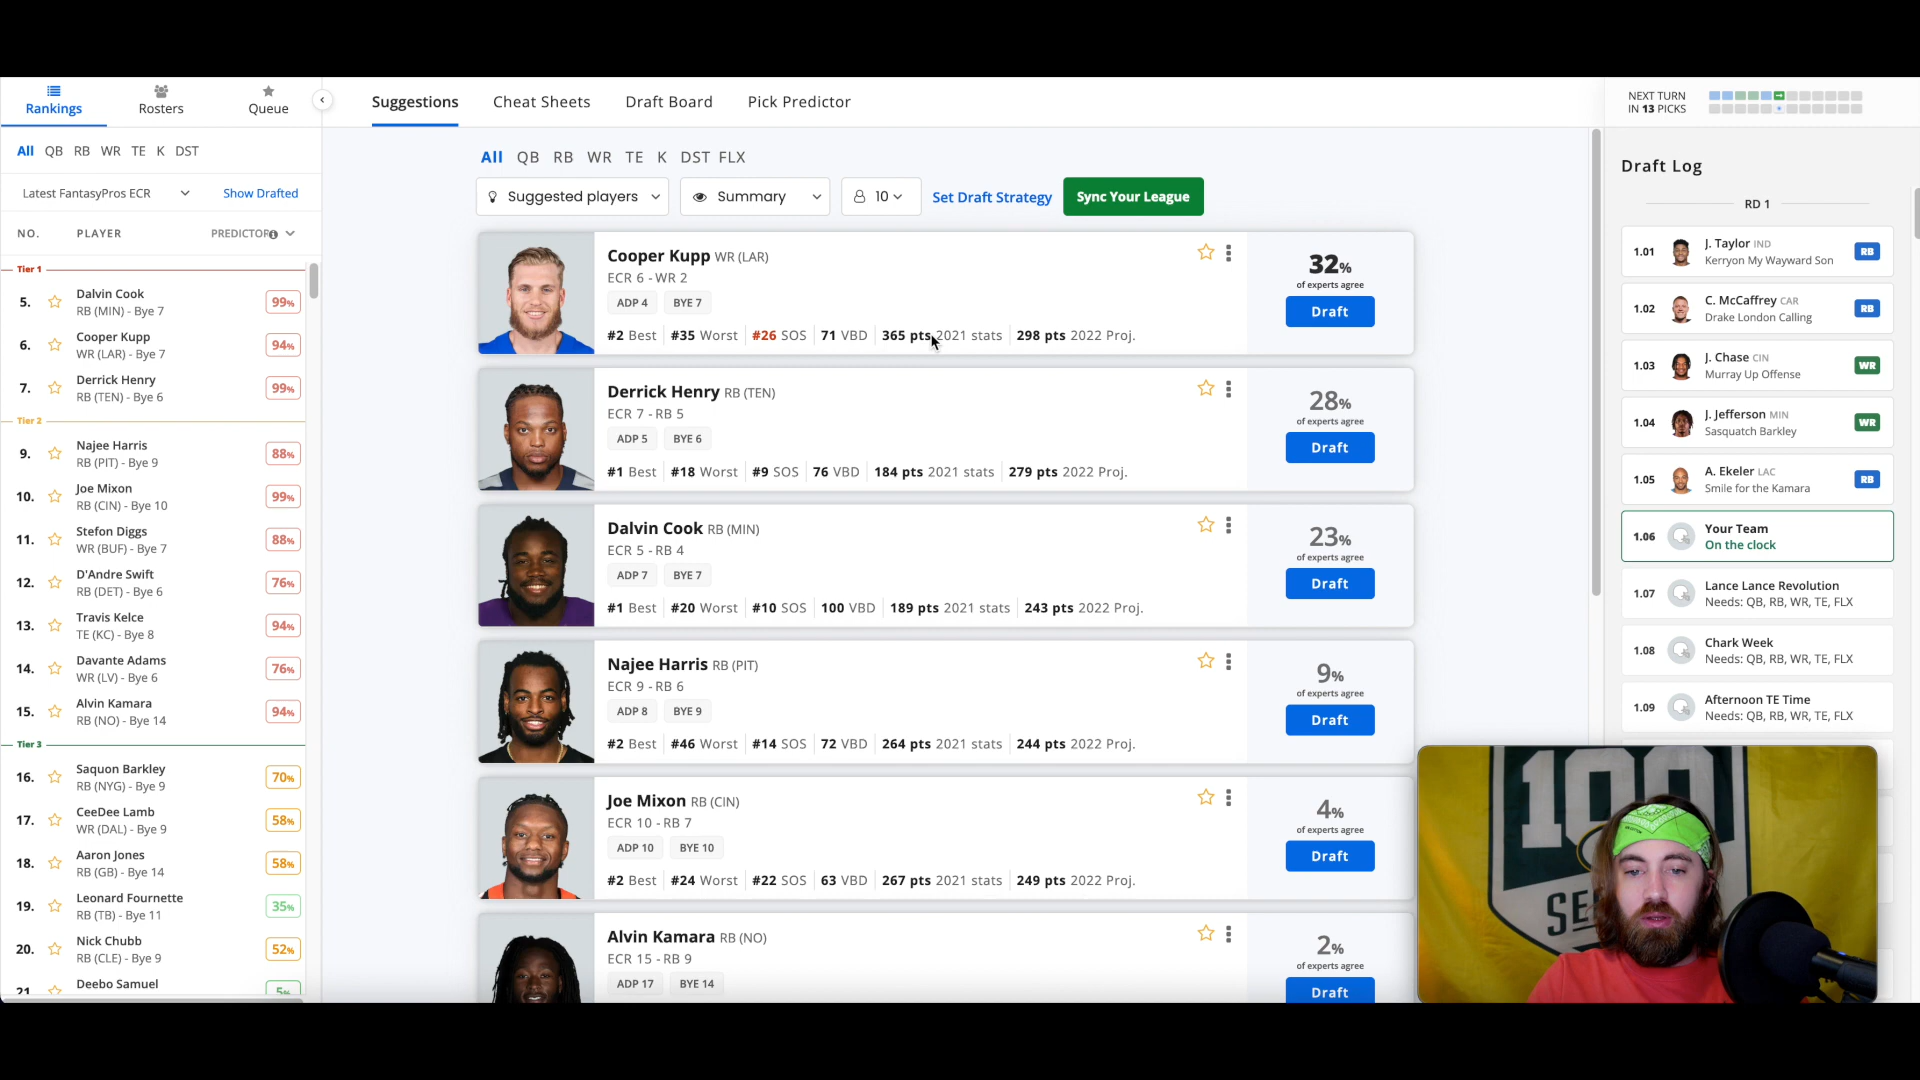 Rankings
Rosters
Queue
All QB RB WR TE K DST
Latest FantasyPros ECR
Show Drafted
NO. PLAYER PREDICTOR
Tier 1
5. Dalvin Cook 99%
RB (MIN) - Bye 7
6. Cooper Kupp 94%
WR (LAR) - Bye 7
7. Derrick Henry 99%
RB (TEN) - Bye 6
Tier 2
9. Najee Harris 88%
RB (PIT) - Bye 9
10. Joe Mixon 99%
RB (CIN) - Bye 10
11. Stefon Diggs 88%
WR (BUF) - Bye 7
12. D'Andre Swift 76%
RB (DET) - Bye 6
13. Travis Kelce 94%
TE (KC) - Bye 8
14. Davante Adams 76%
WR (LV) - Bye 6
15. Alvin Kamara 94%
RB (NO) - Bye 14
Tier 3
16. Saquon Barkley 70%
RB (NYG) - Bye 9
17. CeeDee Lamb 58%
WR (DAL) - Bye 9
18. Aaron Jones 58%
RB (GB) - Bye 14
19. Leonard Fournette 35%
RB (TB) - Bye 11
20. Nick Chubb 52%
RB (CLE) - Bye 9
21. Deebo Samuel 5%
Suggestions Cheat Sheets Draft Board Pick Predictor
All QB RB WR TE K DST FLX
Suggested players
Summary
10
Set Draft Strategy
Sync Your League
Cooper Kupp WR (LAR)
ECR 6 - WR 2
ADP 4 BYE 7
#2 Best #35 Worst #26 SOS 71 VBD 365 pts 2021 stats 298 pts 2022 Proj.
32%
of experts agree
Draft
Derrick Henry RB (TEN)
ECR 7 - RB 5
ADP 5 BYE 6
#1 Best #18 Worst #9 SOS 76 VBD 184 pts 2021 stats 279 pts 2022 Proj.
28%
of experts agree
Draft
Dalvin Cook RB (MIN)
ECR 5 - RB 4
ADP 7 BYE 7
#1 Best #20 Worst #10 SOS 100 VBD 189 pts 2021 stats 243 pts 2022 Proj.
23%
of experts agree
Draft
Najee Harris RB (PIT)
ECR 9 - RB 6
ADP 8 BYE 9
#2 Best #46 Worst #14 SOS 72 VBD 264 pts 2021 stats 244 pts 2022 Proj.
9%
of experts agree
Draft
Joe Mixon RB (CIN)
ECR 10 - RB 7
ADP 10 BYE 10
#2 Best #24 Worst #22 SOS 63 VBD 267 pts 2021 stats 249 pts 2022 Proj.
4%
of experts agree
Draft
Alvin Kamara RB (NO)
ECR 15 - RB 9
ADP 17 BYE 14
2%
of experts agree
Draft
NEXT TURN
IN 13 PICKS
Draft Log
RD 1
1.01 J. Taylor IND RB
Kerryon My Wayward Son
1.02 C. McCaffrey CAR RB
Drake London Calling
1.03 J. Chase CIN WR
Murray Up Offense
1.04 J. Jefferson MIN WR
Sasquatch Barkley
1.05 A. Ekeler LAC RB
Smile for the Kamara
1.06 Your Team
On the clock
1.07 Lance Lance Revolution
Needs: QB, RB, WR, TE, FLX
1.08 Chark Week
Needs: QB, RB, WR, TE, FLX
1.09 Afternoon TE Time
Needs: QB, RB, WR, TE, FLX
100
SE